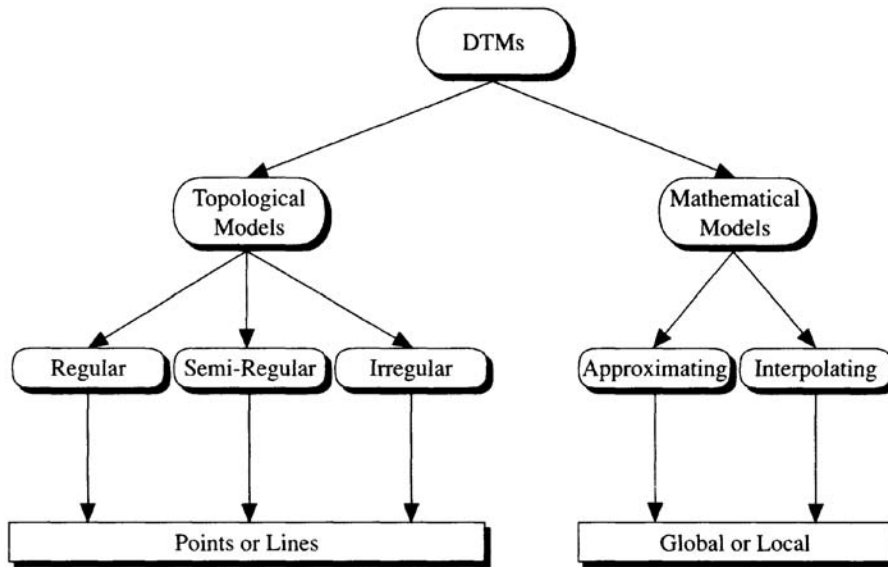 DTMs
Topological
Models
Mathematical
Models
Regular
Semi-Regular
Irregular
Approximating
Interpolating
Points or Lines
Global or Local